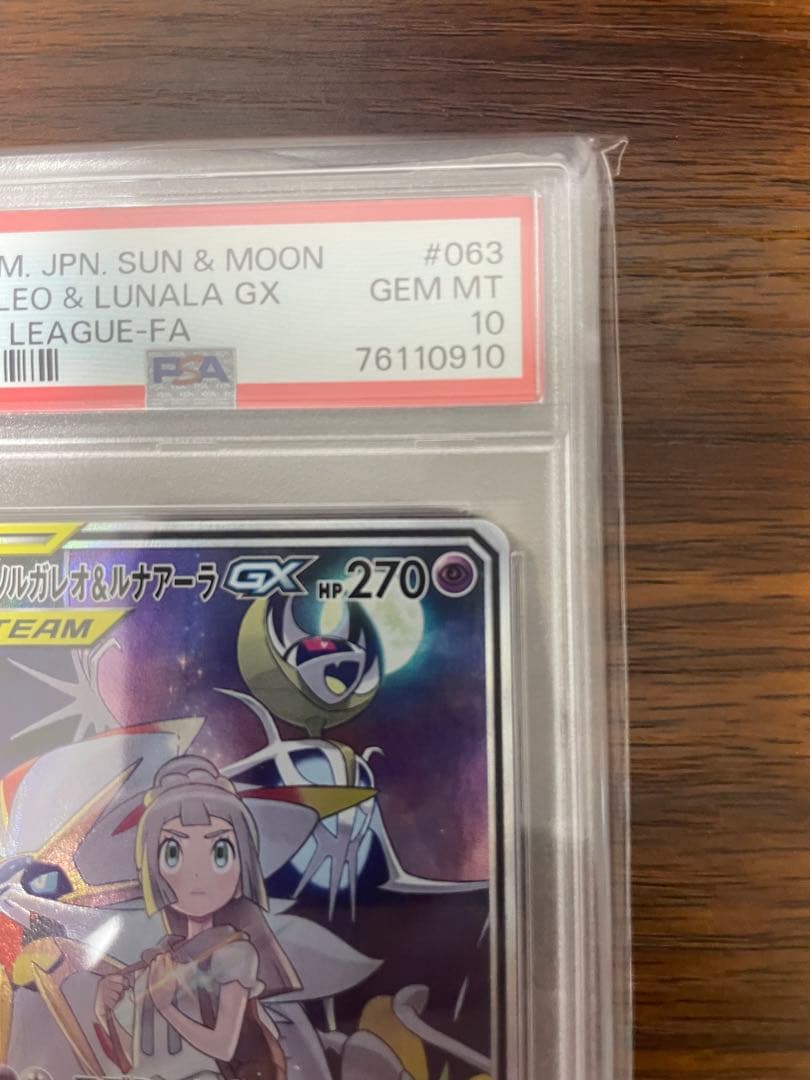 M. JPN. SUN & MOON #063
LEO & LUNALA GX GEM MT
LEAGUE-FA 10
PSA 76110910
ソルガレオ&ルナアーラ GX HP 270
TEAM